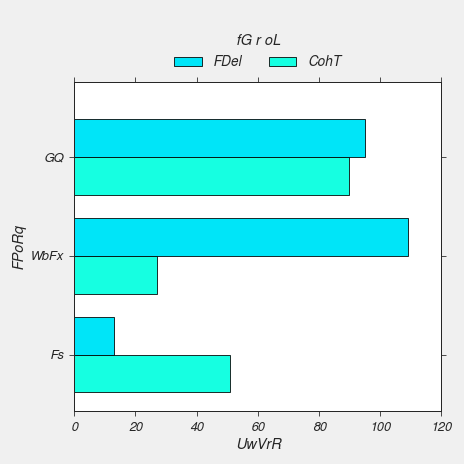 fG r oL
FDel CohT
GQ
WbFx
Fs
FPoRq
0 20 40 60 80 100 120
UwVrR